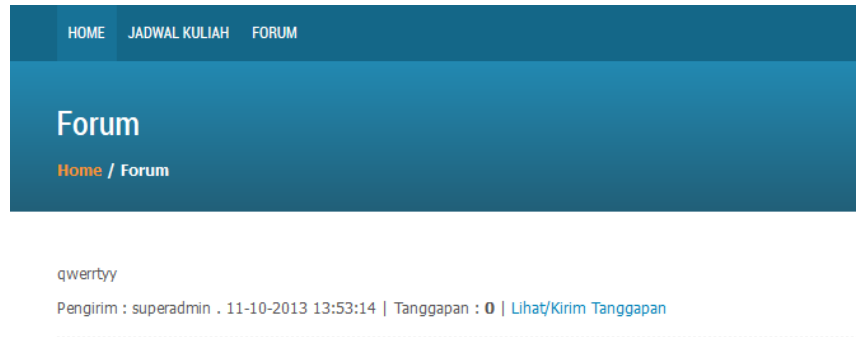 HOME JADWAL KULIAH FORUM
Forum
Home / Forum
qwerrtyy
Pengirim : superadmin . 11-10-2013 13:53:14 | Tanggapan : 0 | Lihat/Kirim Tanggapan